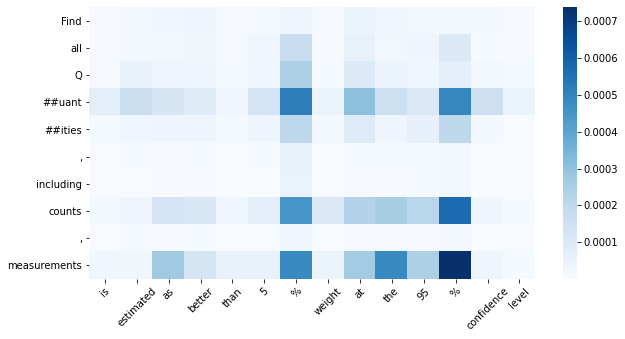 Find
all
Q
##uant
##ities
,
including
counts
,
measurements
is
estimated
as
better
than
5
%
weight
at
the
95
%
confidence
level
0.0007
0.0006
0.0005
0.0004
0.0003
0.0002
0.0001